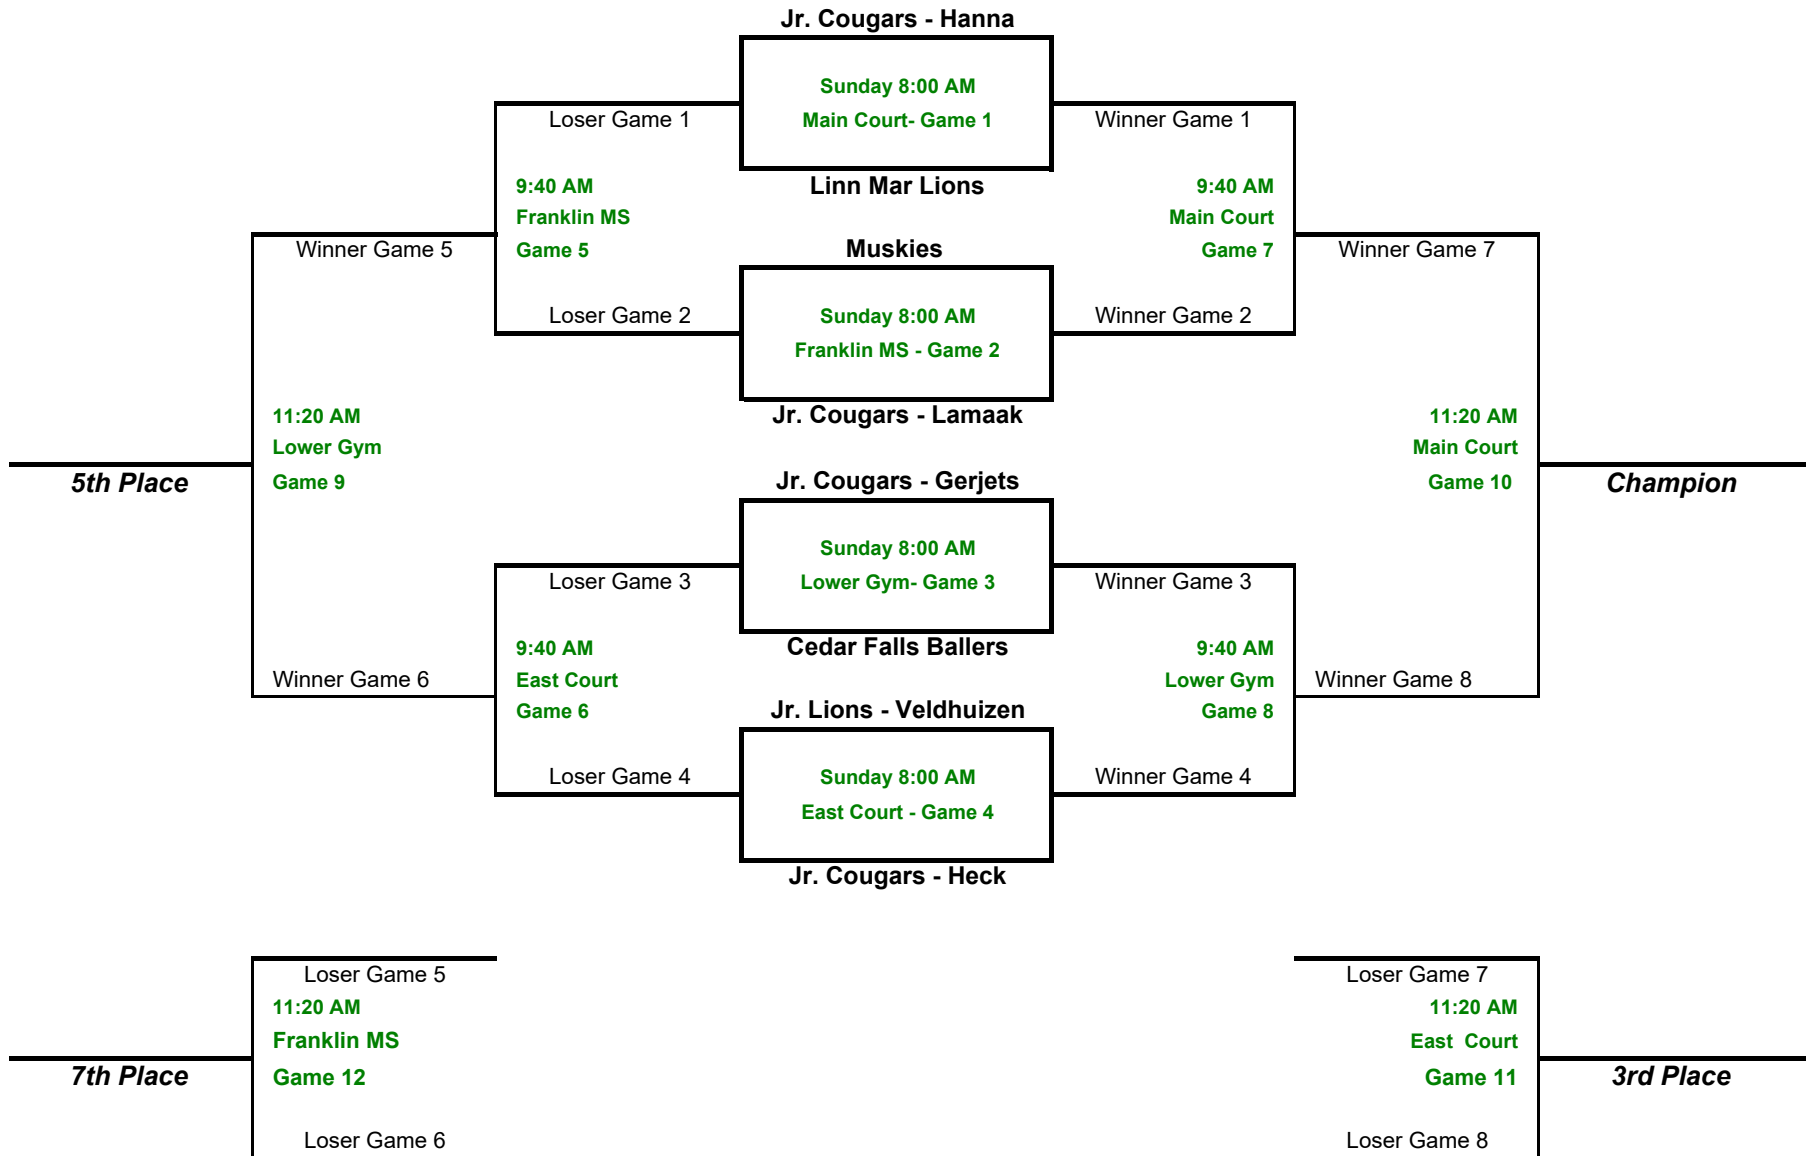 Jr. Cougars - Hanna
Sunday 8:00 AM
Loser Game 1
Main Court- Game 1
Winner Game 1
9:40 AM
Linn Mar Lions
9:40 AM
Franklin MS
Main Court
Winner Game 5
Game 5
Muskies
Game 7
Winner Game 7
Loser Game 2
Sunday 8:00 AM
Winner Game 2
Franklin MS - Game 2
11:20 AM
Jr. Cougars - Lamaak
11:20 AM
Lower Gym
Main Court
5th Place
Game 9
Jr. Cougars - Gerjets
Game 10
Champion
Sunday 8:00 AM
Loser Game 3
Lower Gym- Game 3
Winner Game 3
9:40 AM
Cedar Falls Ballers
9:40 AM
Winner Game 6
East Court
Lower Gym
Winner Game 8
Game 6
Jr. Lions - Veldhuizen
Game 8
Loser Game 4
Sunday 8:00 AM
Winner Game 4
East Court - Game 4
Jr. Cougars - Heck
Loser Game 5
Loser Game 7
11:20 AM
11:20 AM
Franklin MS
East  Court
7th Place
Game 12
Game 11
3rd Place
Loser Game 6
Loser Game 8